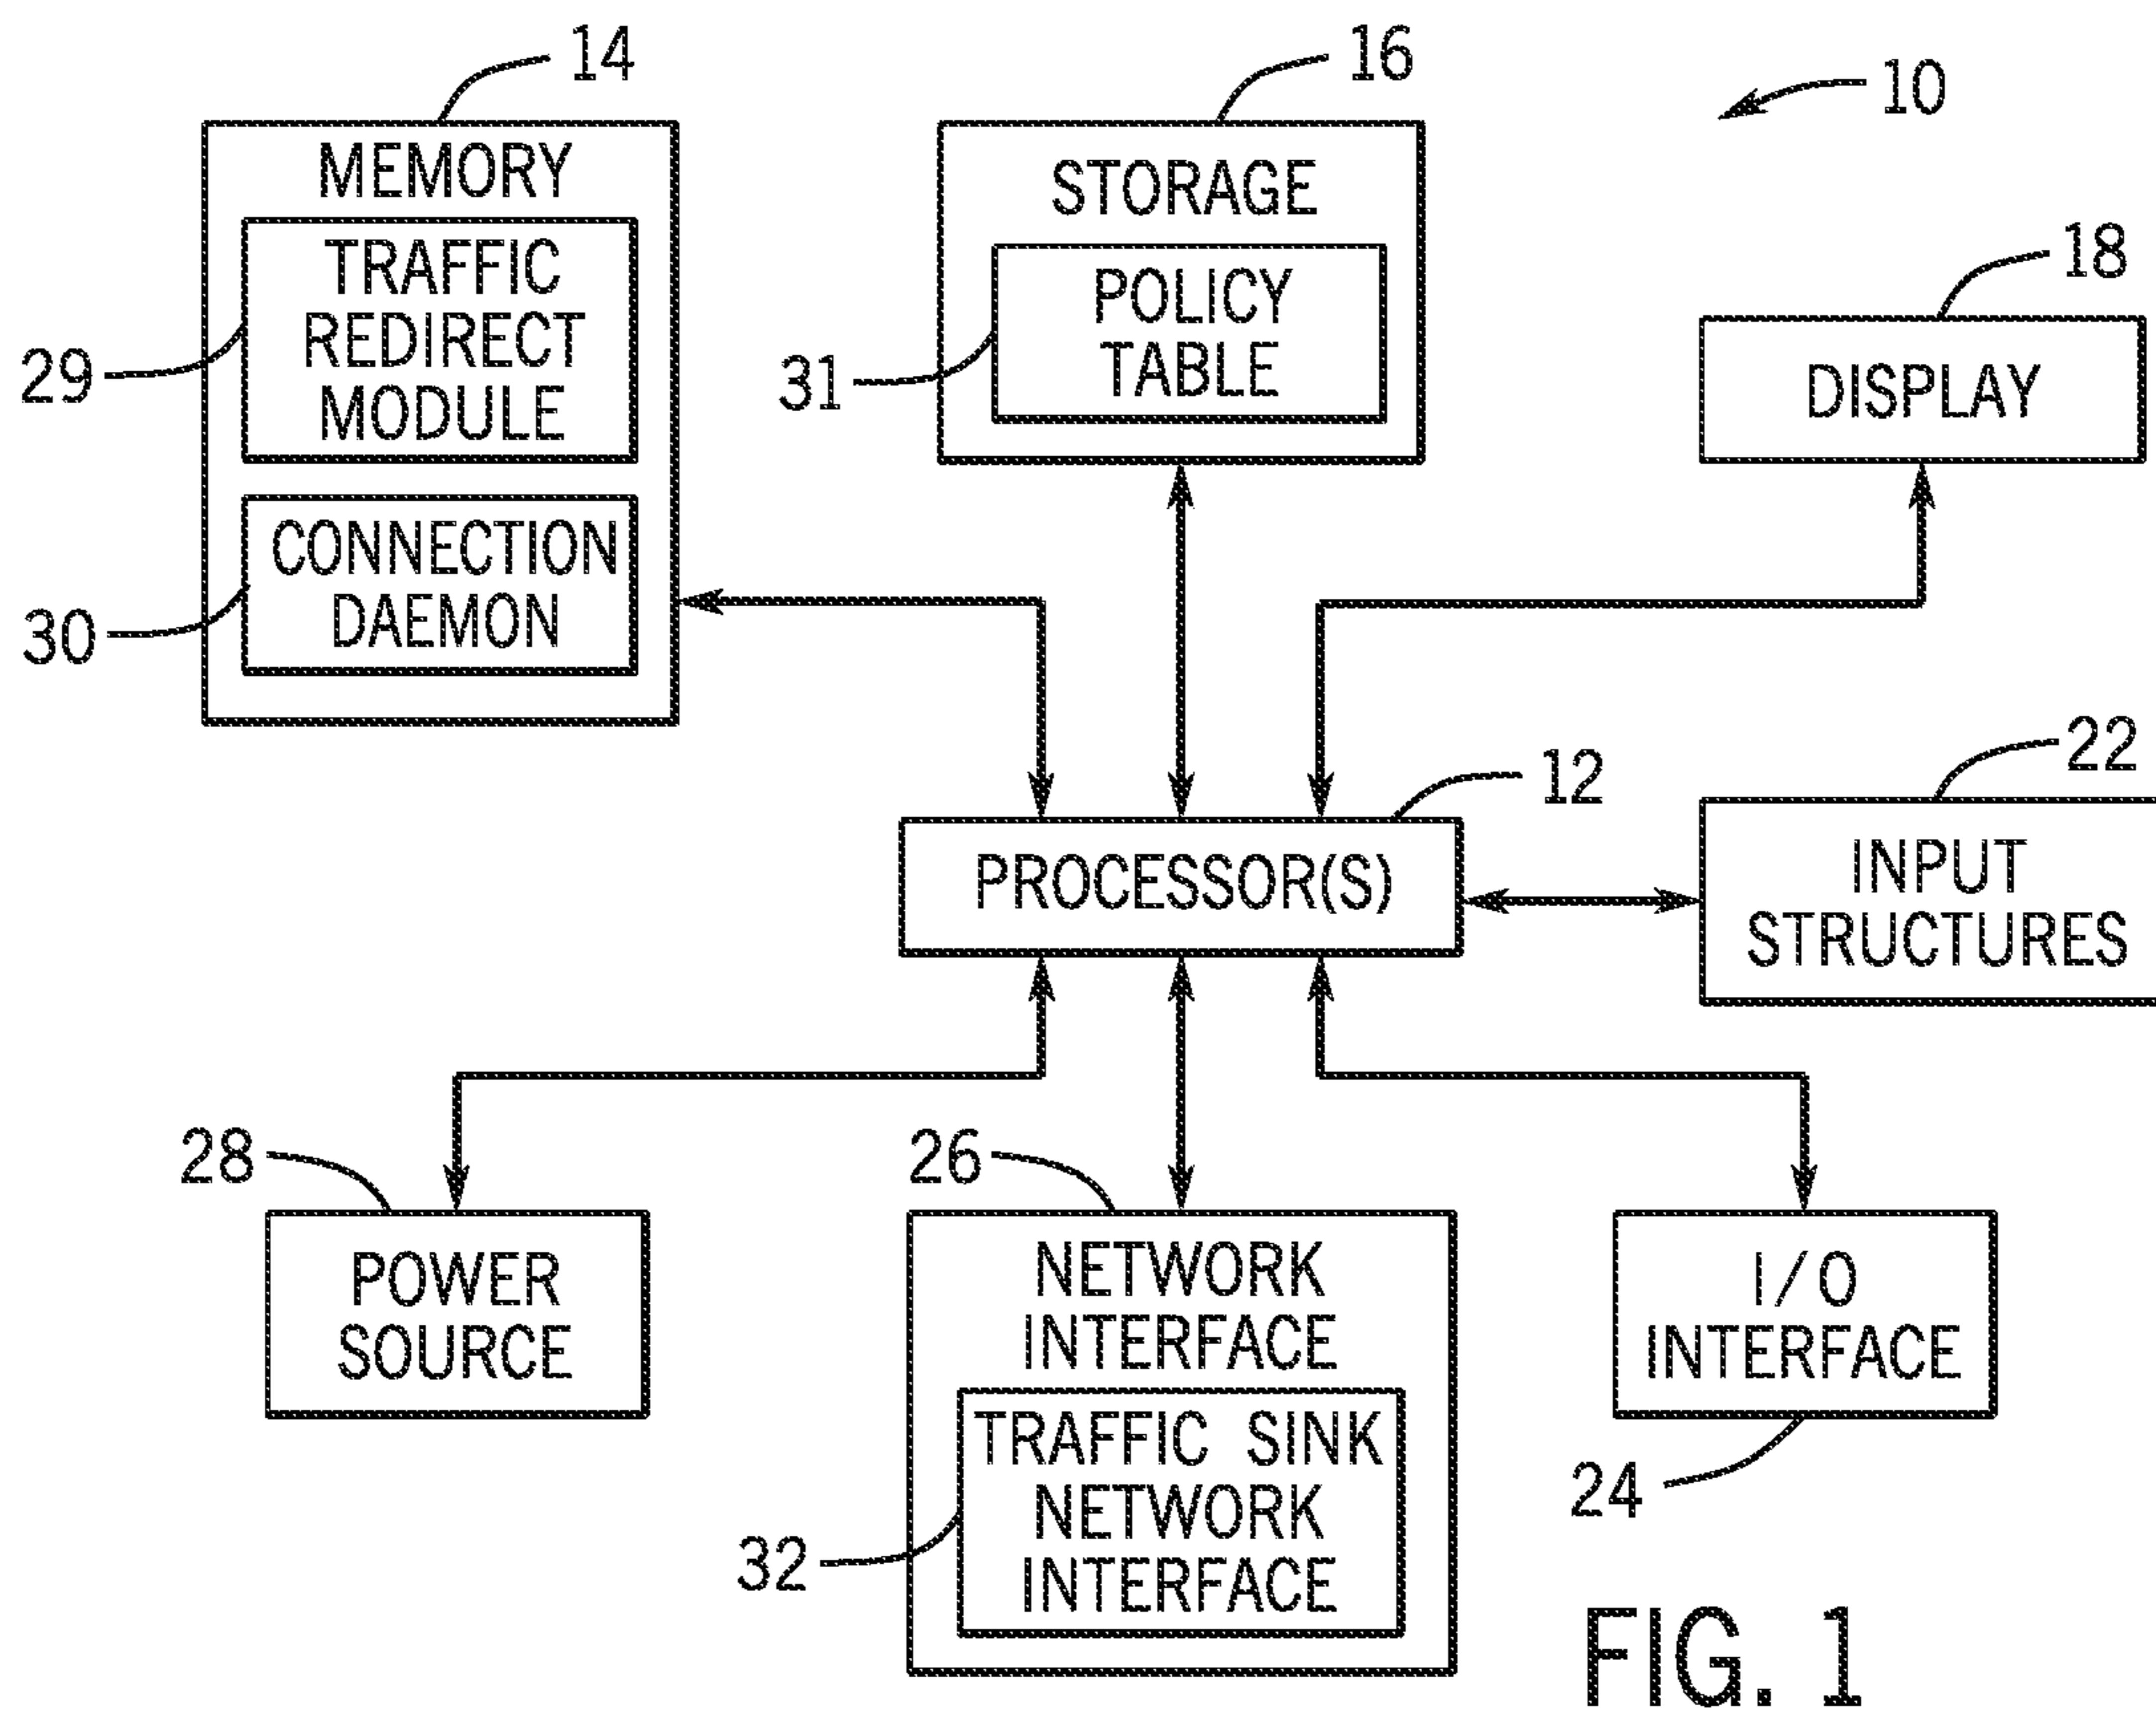 14
16
10
MEMORY
TRAFFIC
REDIRECT
MODULE
29
CONNECTION
DAEMON
30
STORAGE
POLICY
TABLE
31
18
DISPLAY
12
PROCESSOR(S)
22
INPUT
STRUCTURES
28
POWER
SOURCE
26
NETWORK
INTERFACE
TRAFFIC SINK
NETWORK
INTERFACE
32
I/O
INTERFACE
24
FIG. 1